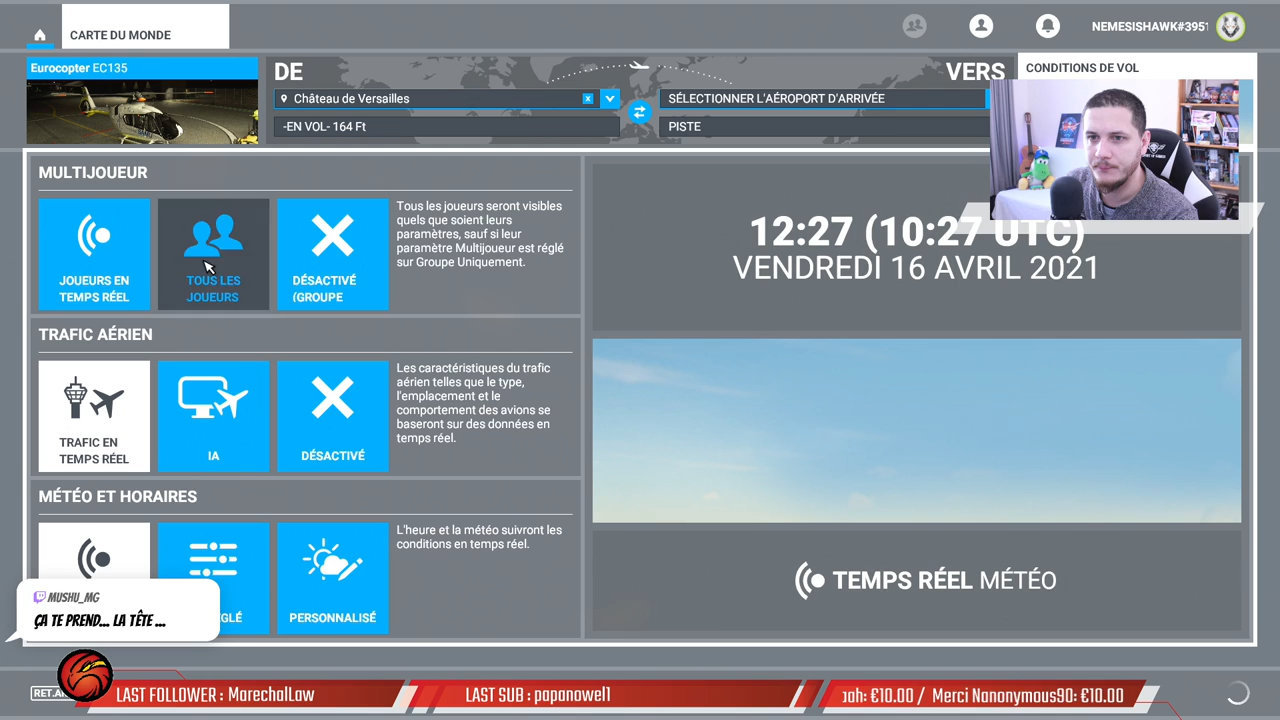 CARTE DU MONDE
NEMESISHAWK#3951
Eurocopter EC135
DE
VERS
CONDITIONS DE VOL
Château de Versailles
SÉLECTIONNER L'AÉROPORT D'ARRIVÉE
-EN VOL- 164 Ft
PISTE
MULTIJOUEUR
JOUEURS EN
TEMPS RÉEL
TOUS LES
JOUEURS
DÉSACTIVÉ
(GROUPE
Tous les joueurs seront visibles
quels que soient leurs
paramètres, sauf si leur
paramètre Multijoueur est réglé
sur Groupe Uniquement.
12:27 (10:27 UTC)
VENDREDI 16 AVRIL 2021
TRAFIC AÉRIEN
TRAFIC EN
TEMPS RÉEL
IA
DÉSACTIVÉ
Les caractéristiques du trafic
aérien telles que le type,
l'emplacement et le
comportement des avions se
baseront sur des données en
temps réel.
MÉTÉO ET HORAIRES
GLÉ
PERSONNALISÉ
L'heure et la météo suivront les
conditions en temps réel.
TEMPS RÉEL MÉTÉO
MUSHU_MG
ÇA TE PREND... LA TÊTE ...
LAST FOLLOWER : MarechalLaw
LAST SUB : papanowel1
€10.00 / Merci Nanonymous90: €10.00